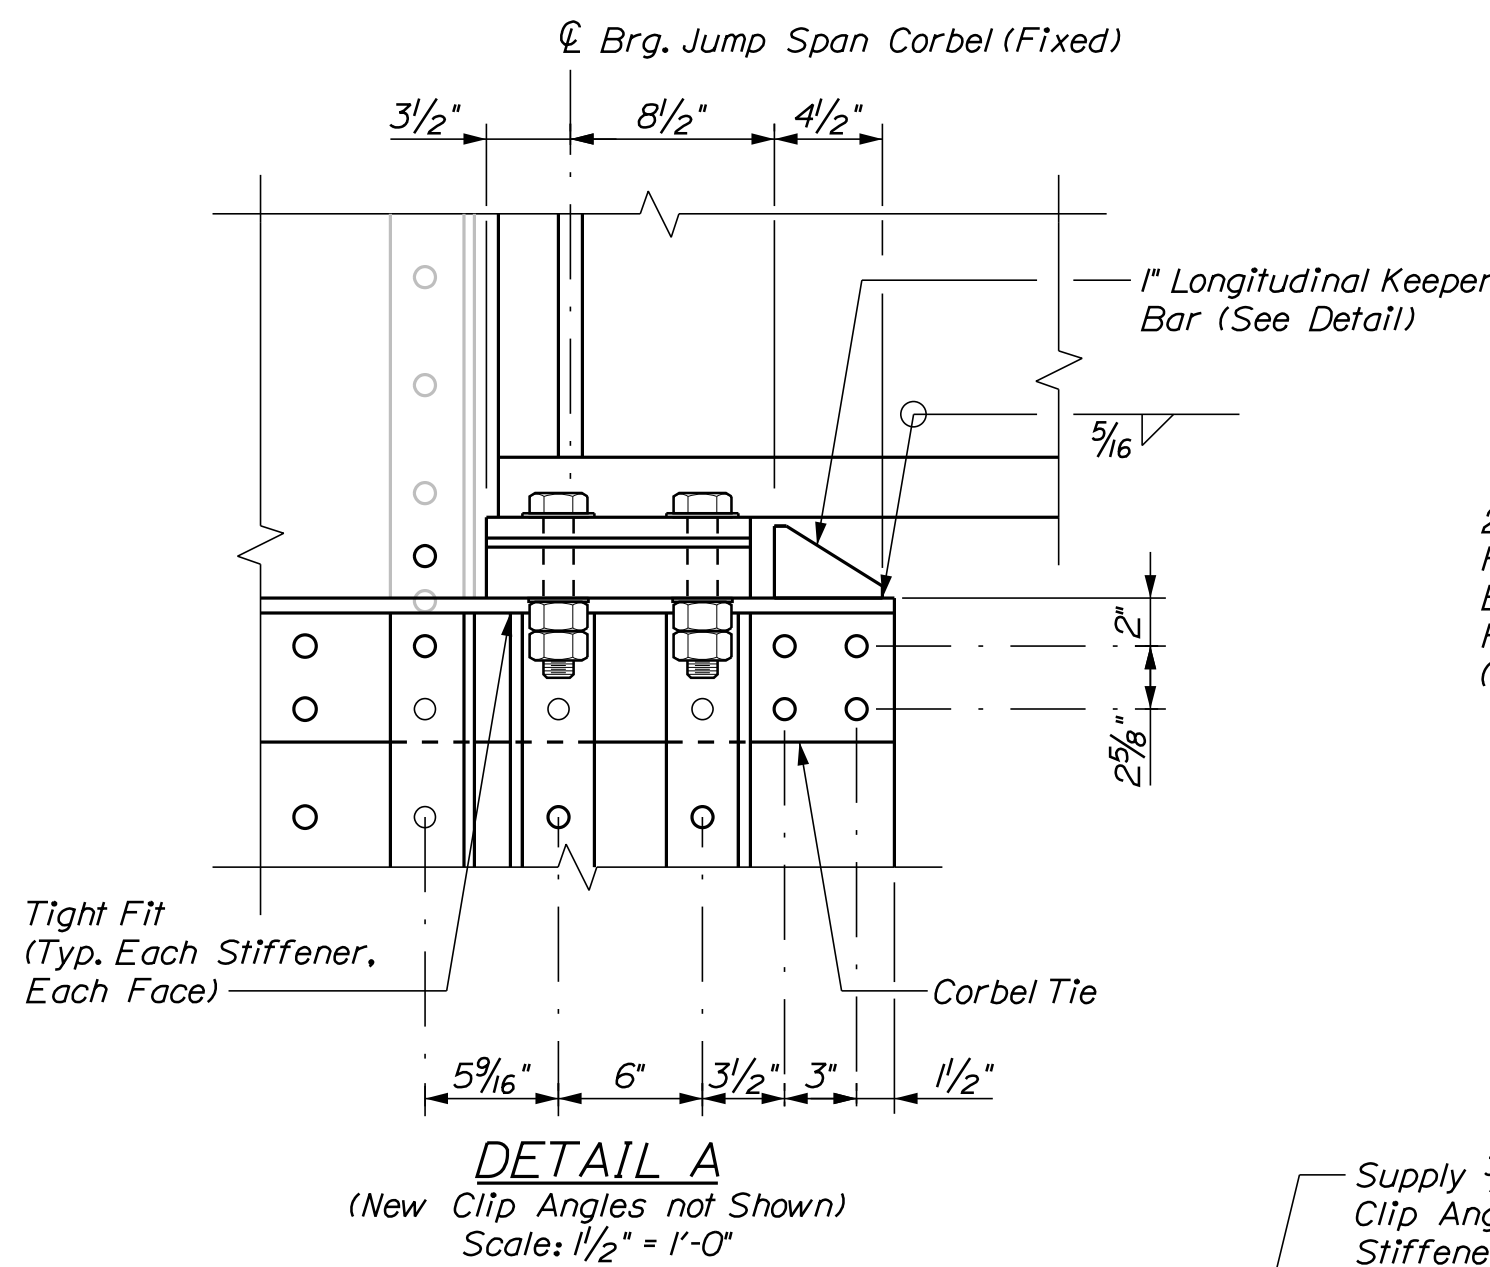 ℄ Brg. Jump Span Corbel (Fixed)
3½" 8½" 4½"
1" Longitudinal Keeper
Bar (See Detail)
5/16
2"
2⅝"
Tight Fit
(Typ. Each Stiffener,
Each Face)
Corbel Tie
5 9/16" 6" 3½" 3" 1½"
DETAIL A
(New Clip Angles not Shown)
Scale: 1½" = 1'-0"
Supply
Clip
Stiffene